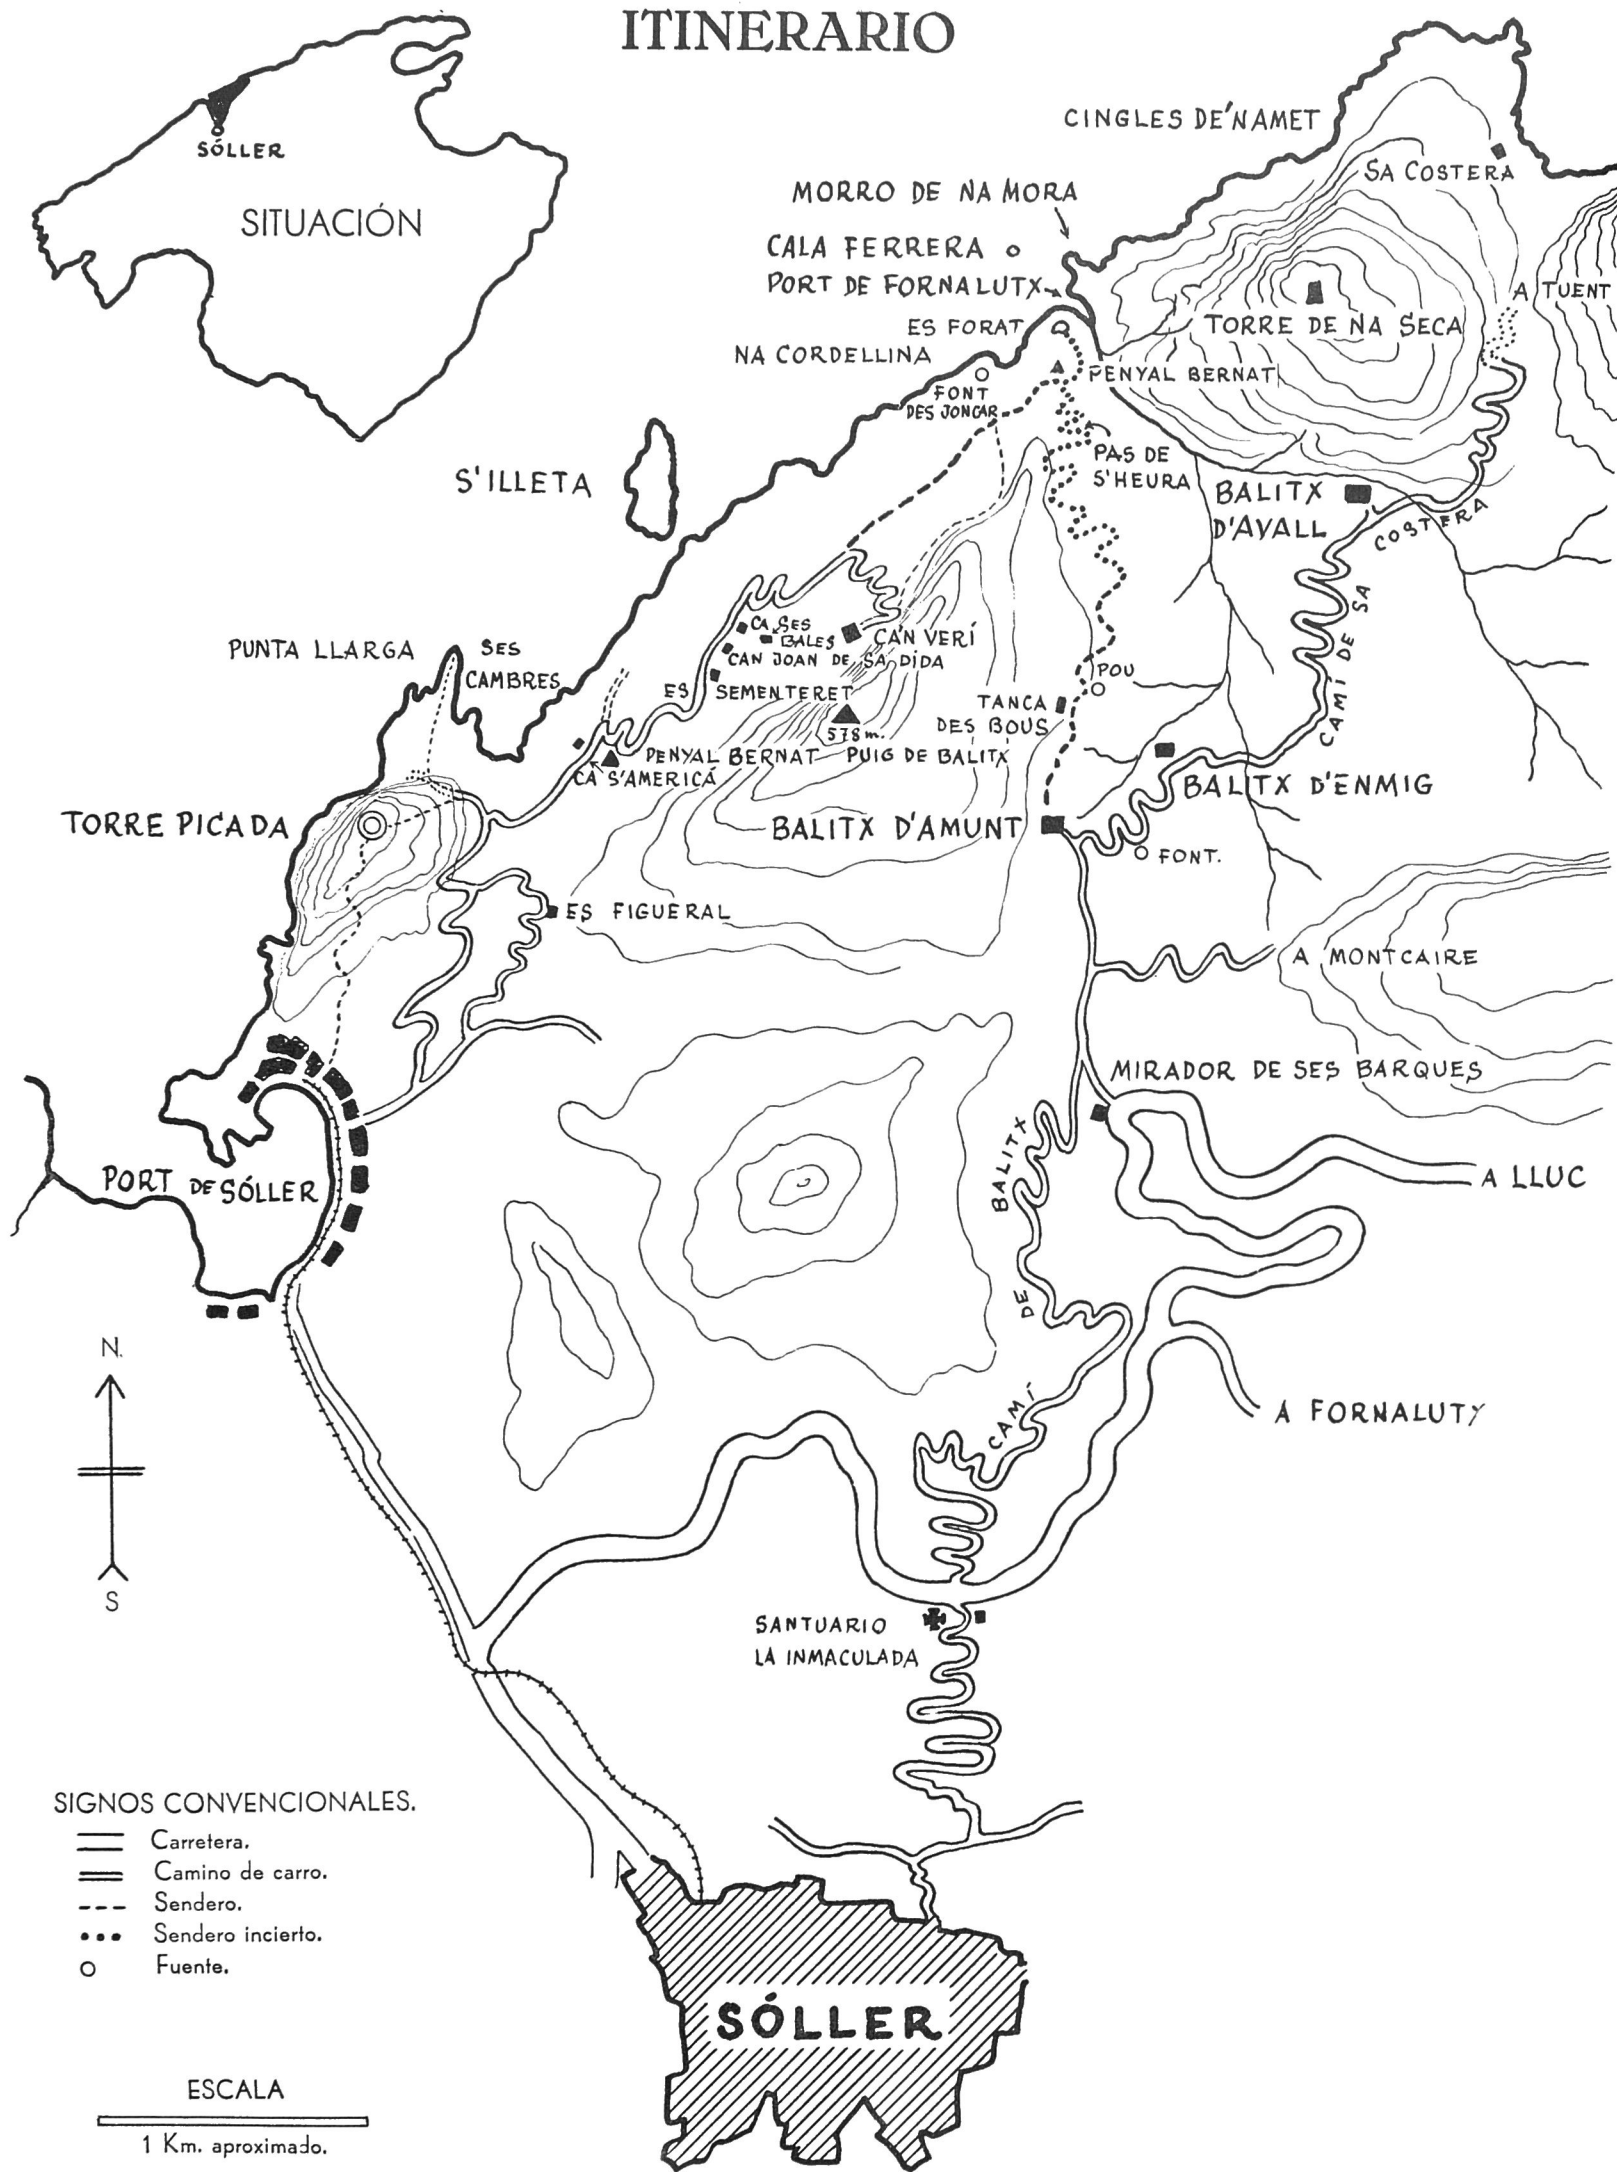 ITINERARIO
SÓLLER
SITUACIÓN
CINGLES DE'NAMET
SA COSTERA
MORRO DE NA MORA
CALA FERRERA o
PORT DE FORNALUTX
A TUENT
ES FORAT
TORRE DE NA SECA
NA CORDELLINA
PENYAL BERNAT
FONT
DES JONCAR
PAS DE
S'HEURA
S'ILLETA
BALITX
D'AVALL
CAMÍ DE SA COSTERA
PUNTA LLARGA
SES
CAMBRES
CA SES
BALES
CAN VERÍ
CAN JOAN DE SA DIDA
ES SEMENTERET
POU
TANCA
DES BOUS
578 m.
PENYAL BERNAT
PUIG DE BALITX
CA S'AMERICÁ
BALITX D'ENMIG
TORRE PICADA
BALITX D'AMUNT
FONT.
ES FIGUERAL
A MONTCAIRE
MIRADOR DE SES BARQUES
PORT DE SÓLLER
A LLUC
CAMÍ DE BALITX
A FORNALUTY
N.
S
SANTUARIO
LA INMACULADA
SIGNOS CONVENCIONALES.
Carretera.
Camino de carro.
Sendero.
Sendero incierto.
Fuente.
SÓLLER
ESCALA
1 Km. aproximado.